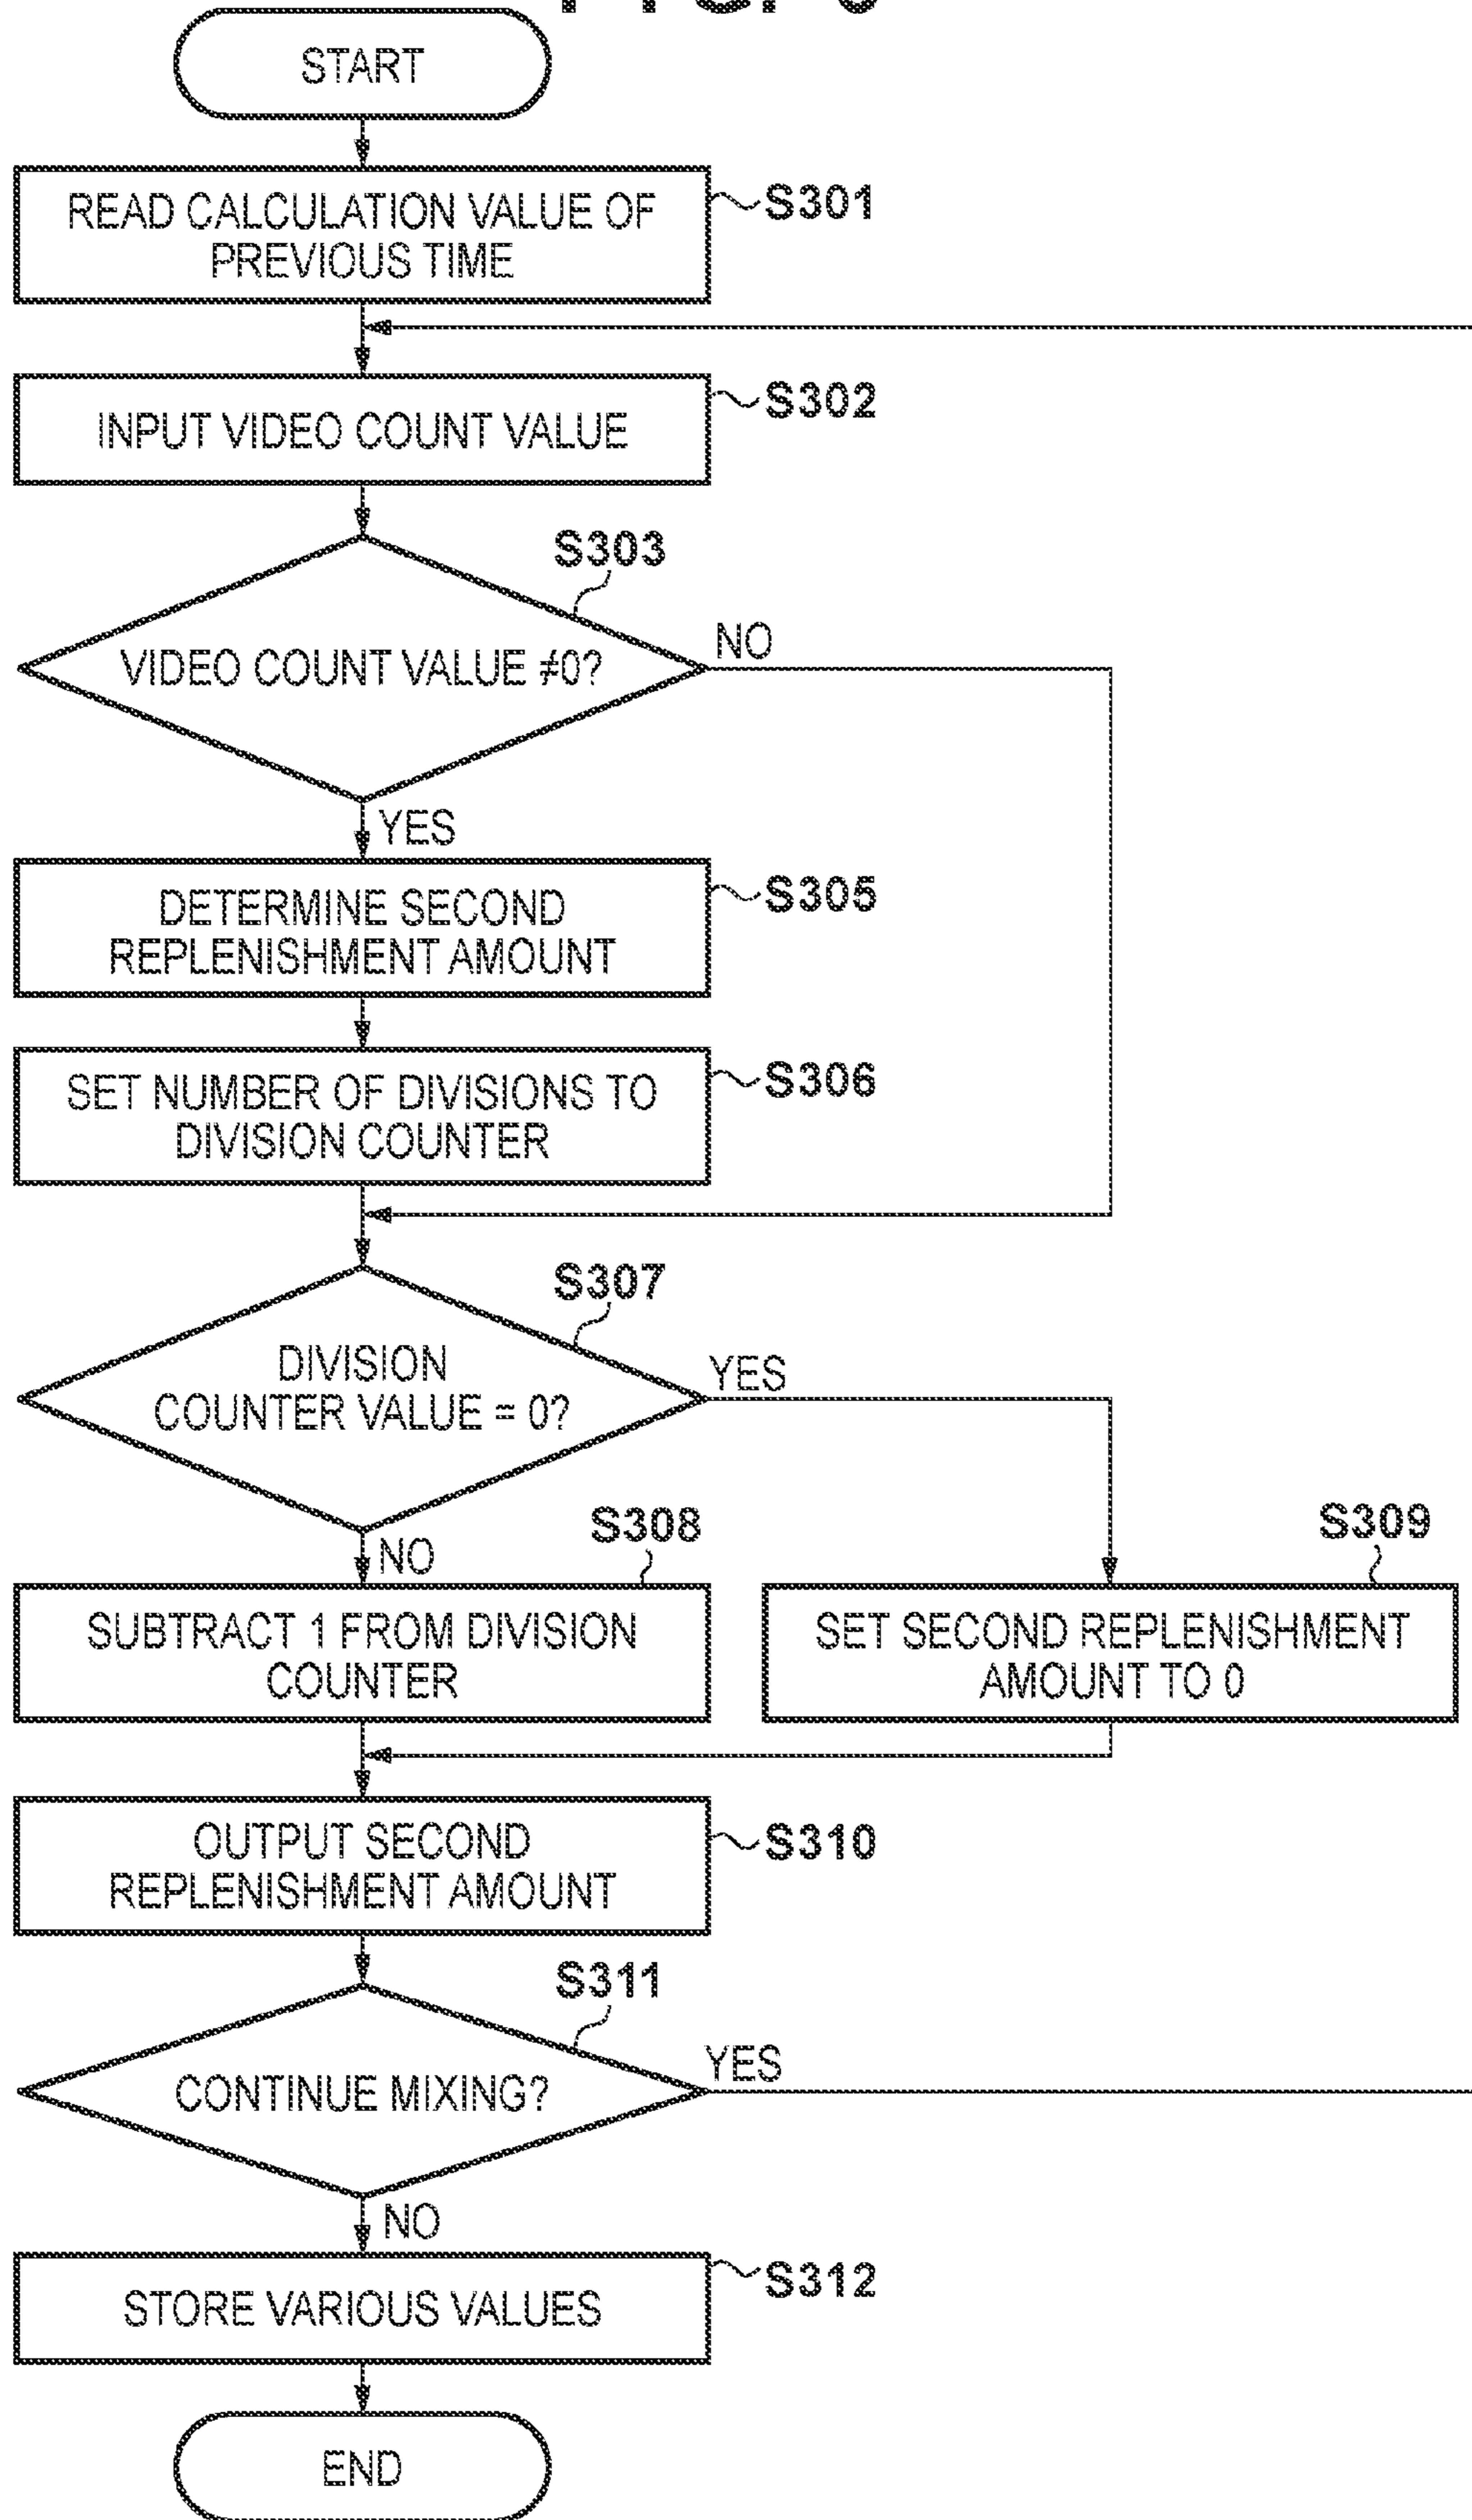 START
READ CALCULATION VALUE OF
PREVIOUS TIME
S301
INPUT VIDEO COUNT VALUE
S302
S303
VIDEO COUNT VALUE ≠0?
NO
YES
DETERMINE SECOND
REPLENISHMENT AMOUNT
S305
SET NUMBER OF DIVISIONS TO
DIVISION COUNTER
S306
S307
DIVISION
COUNTER VALUE = 0?
YES
NO
S308
SUBTRACT 1 FROM DIVISION
COUNTER
S309
SET SECOND REPLENISHMENT
AMOUNT TO 0
OUTPUT SECOND
REPLENISHMENT AMOUNT
S310
S311
CONTINUE MIXING?
YES
NO
STORE VARIOUS VALUES
S312
END